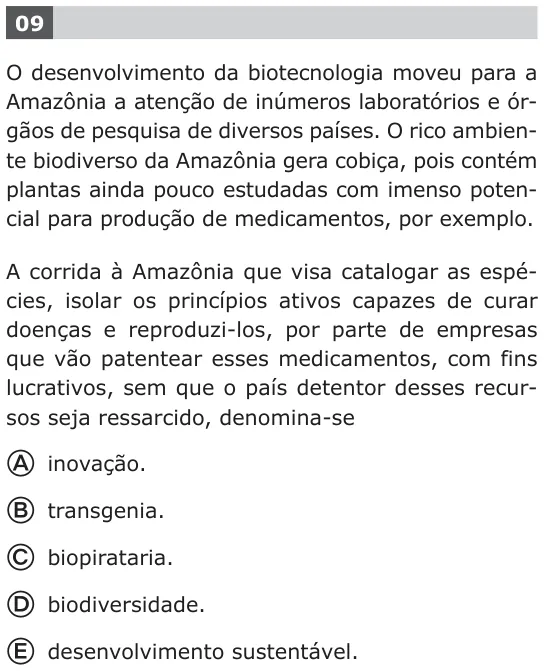 09
O desenvolvimento da biotecnologia moveu para a
Amazônia a atenção de inúmeros laboratórios e ór-
gãos de pesquisa de diversos países. O rico ambien-
te biodiverso da Amazônia gera cobiça, pois contém
plantas ainda pouco estudadas com imenso poten-
cial para produção de medicamentos, por exemplo.
A corrida à Amazônia que visa catalogar as espé-
cies, isolar os princípios ativos capazes de curar
doenças e reproduzi-los, por parte de empresas
que vão patentear esses medicamentos, com fins
lucrativos, sem que o país detentor desses recur-
sos seja ressarcido, denomina-se
A inovação.
B transgenia.
C biopirataria.
D biodiversidade.
E desenvolvimento sustentável.